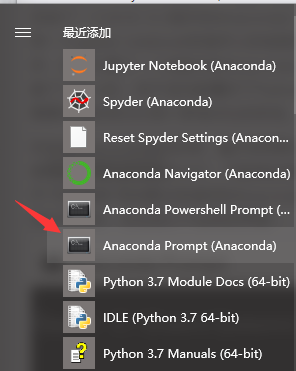 最近添加
Jupyter Notebook (Anaconda)
Spyder (Anaconda)
Reset Spyder Settings (Anacon...
Anaconda Navigator (Anaconda)
Anaconda Powershell Prompt (...
Anaconda Prompt (Anaconda)
Python 3.7 Module Docs (64-bit)
IDLE (Python 3.7 64-bit)
Python 3.7 Manuals (64-bit)